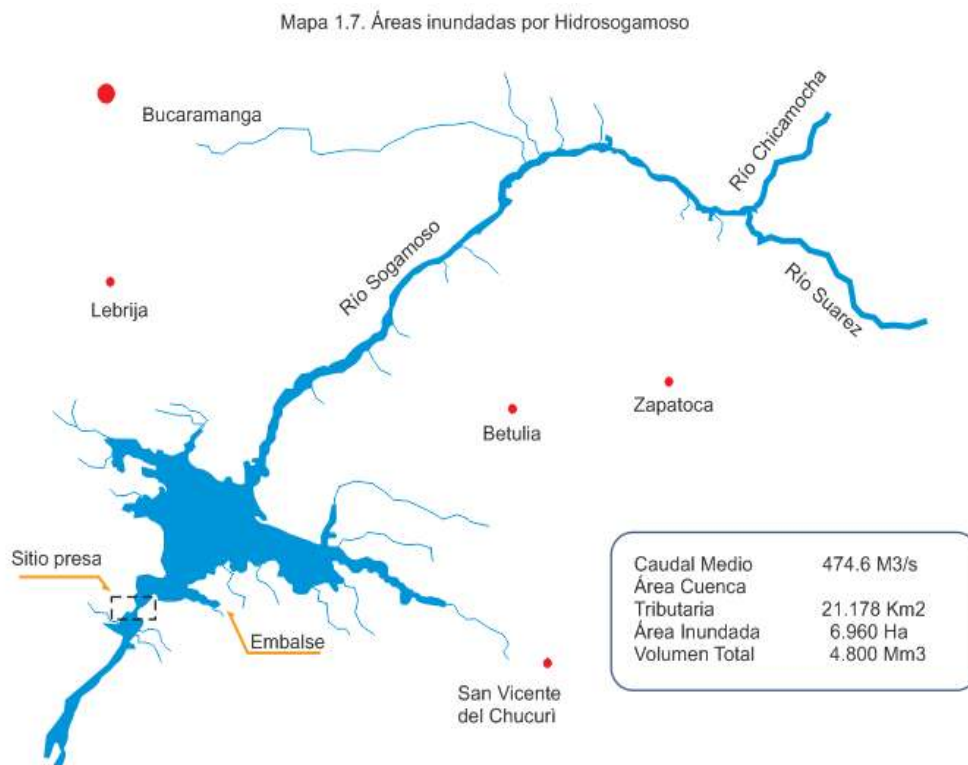 Mapa 1.7. Áreas inundadas por Hidrosogamoso
Bucaramanga
Río Chicamocha
Río Sogamoso
Río Suarez
Lebrija
Zapatoca
Betulia
Sitio presa
Embalse
San Vicente
del Chucurì
Caudal Medio 474.6 M3/s
Área Cuenca
Tributaria 21.178 Km2
Área Inundada 6.960 Ha
Volumen Total 4.800 Mm3